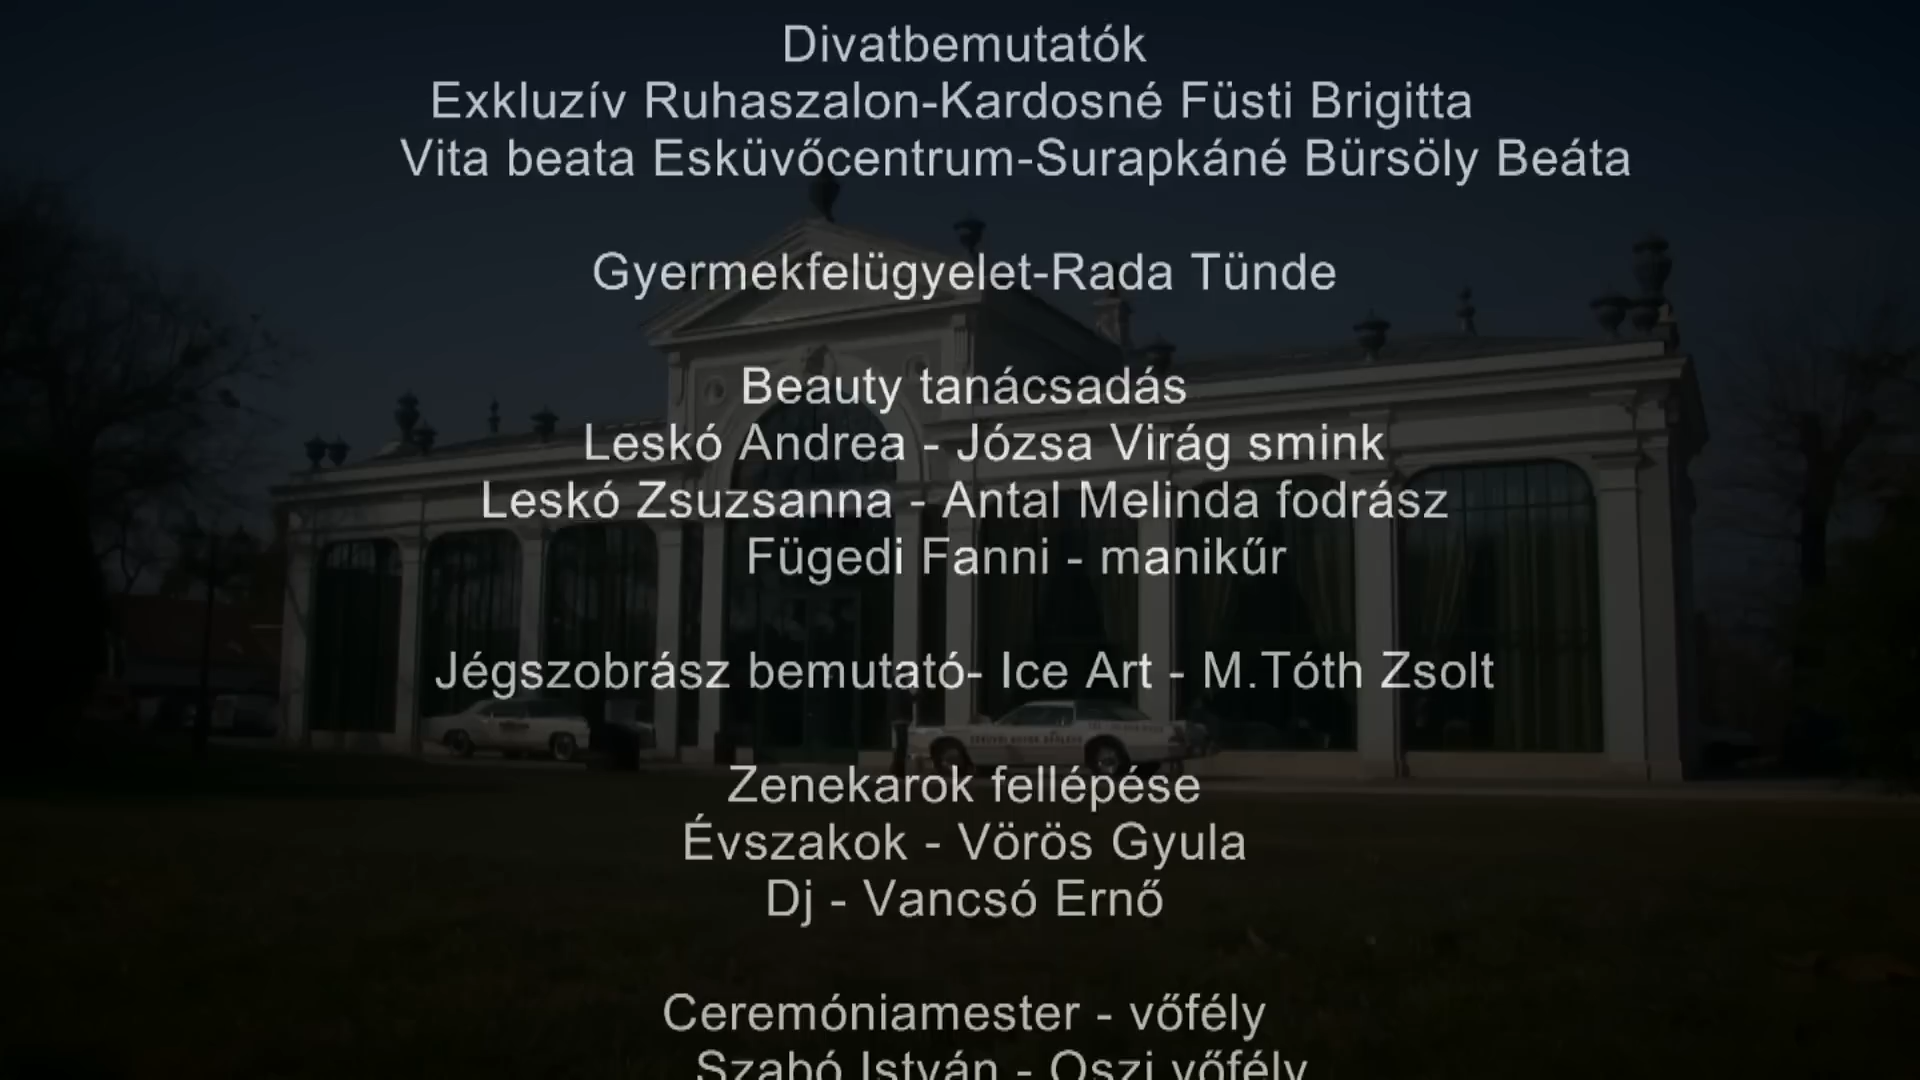 Divatbemutatók
Exkluzív Ruhaszalon-Kardosné Füsti Brigitta
Vita beata Esküvőcentrum-Surapkáné Bürsöly Beáta
Gyermekfelügyelet-Rada Tünde
Beauty tanácsadás
Leskó Andrea - Józsa Virág smink
Leskó Zsuzsanna - Antal Melinda fodrász
Fügedi Fanni - manikűr
Jégszobrász bemutató- Ice Art - M.Tóth Zsolt
Zenekarok fellépése
Évszakok - Vörös Gyula
Dj - Vancsó Ernő
Ceremóniamester - vőfély
Szabó István - Oszi vőfély